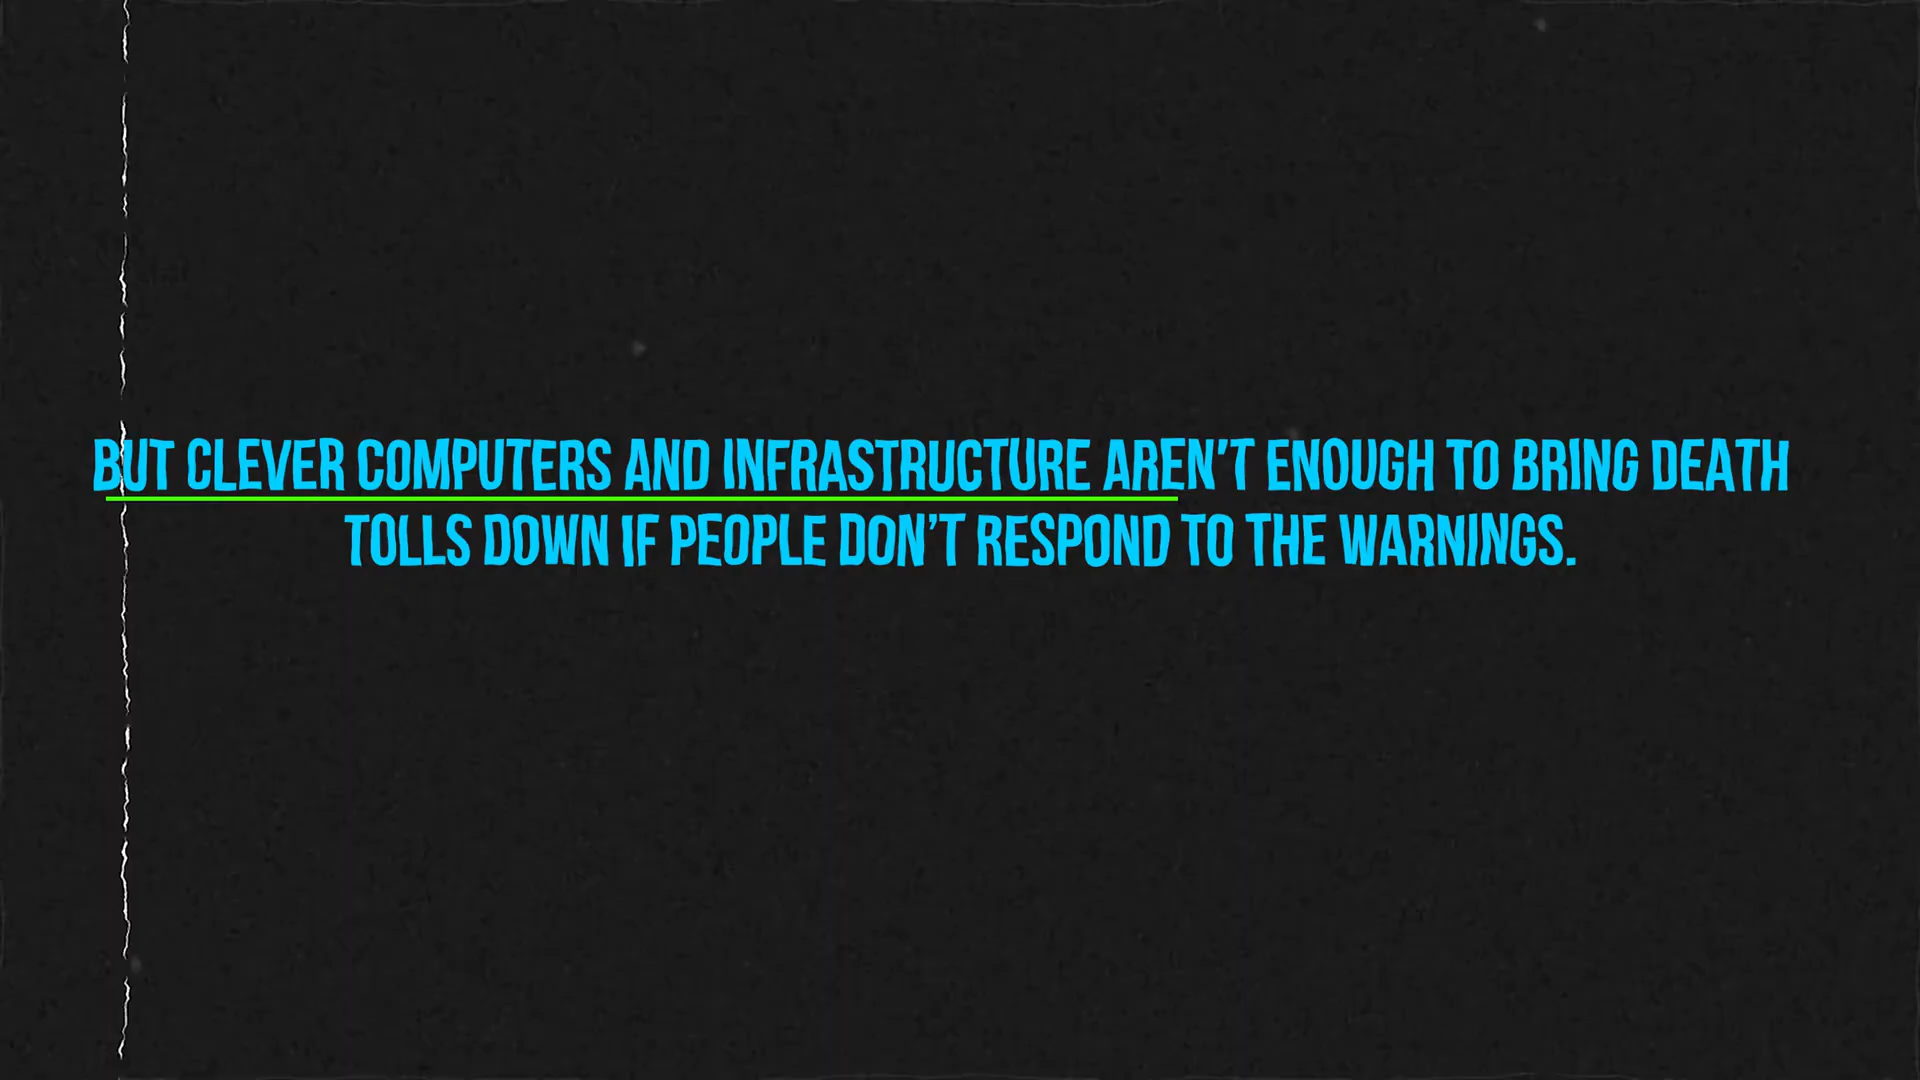 BUT CLEVER COMPUTERS AND INFRASTRUCTURE AREN'T ENOUGH TO BRING DEATH
TOLLS DOWN IF PEOPLE DON'T RESPOND TO THE WARNINGS.